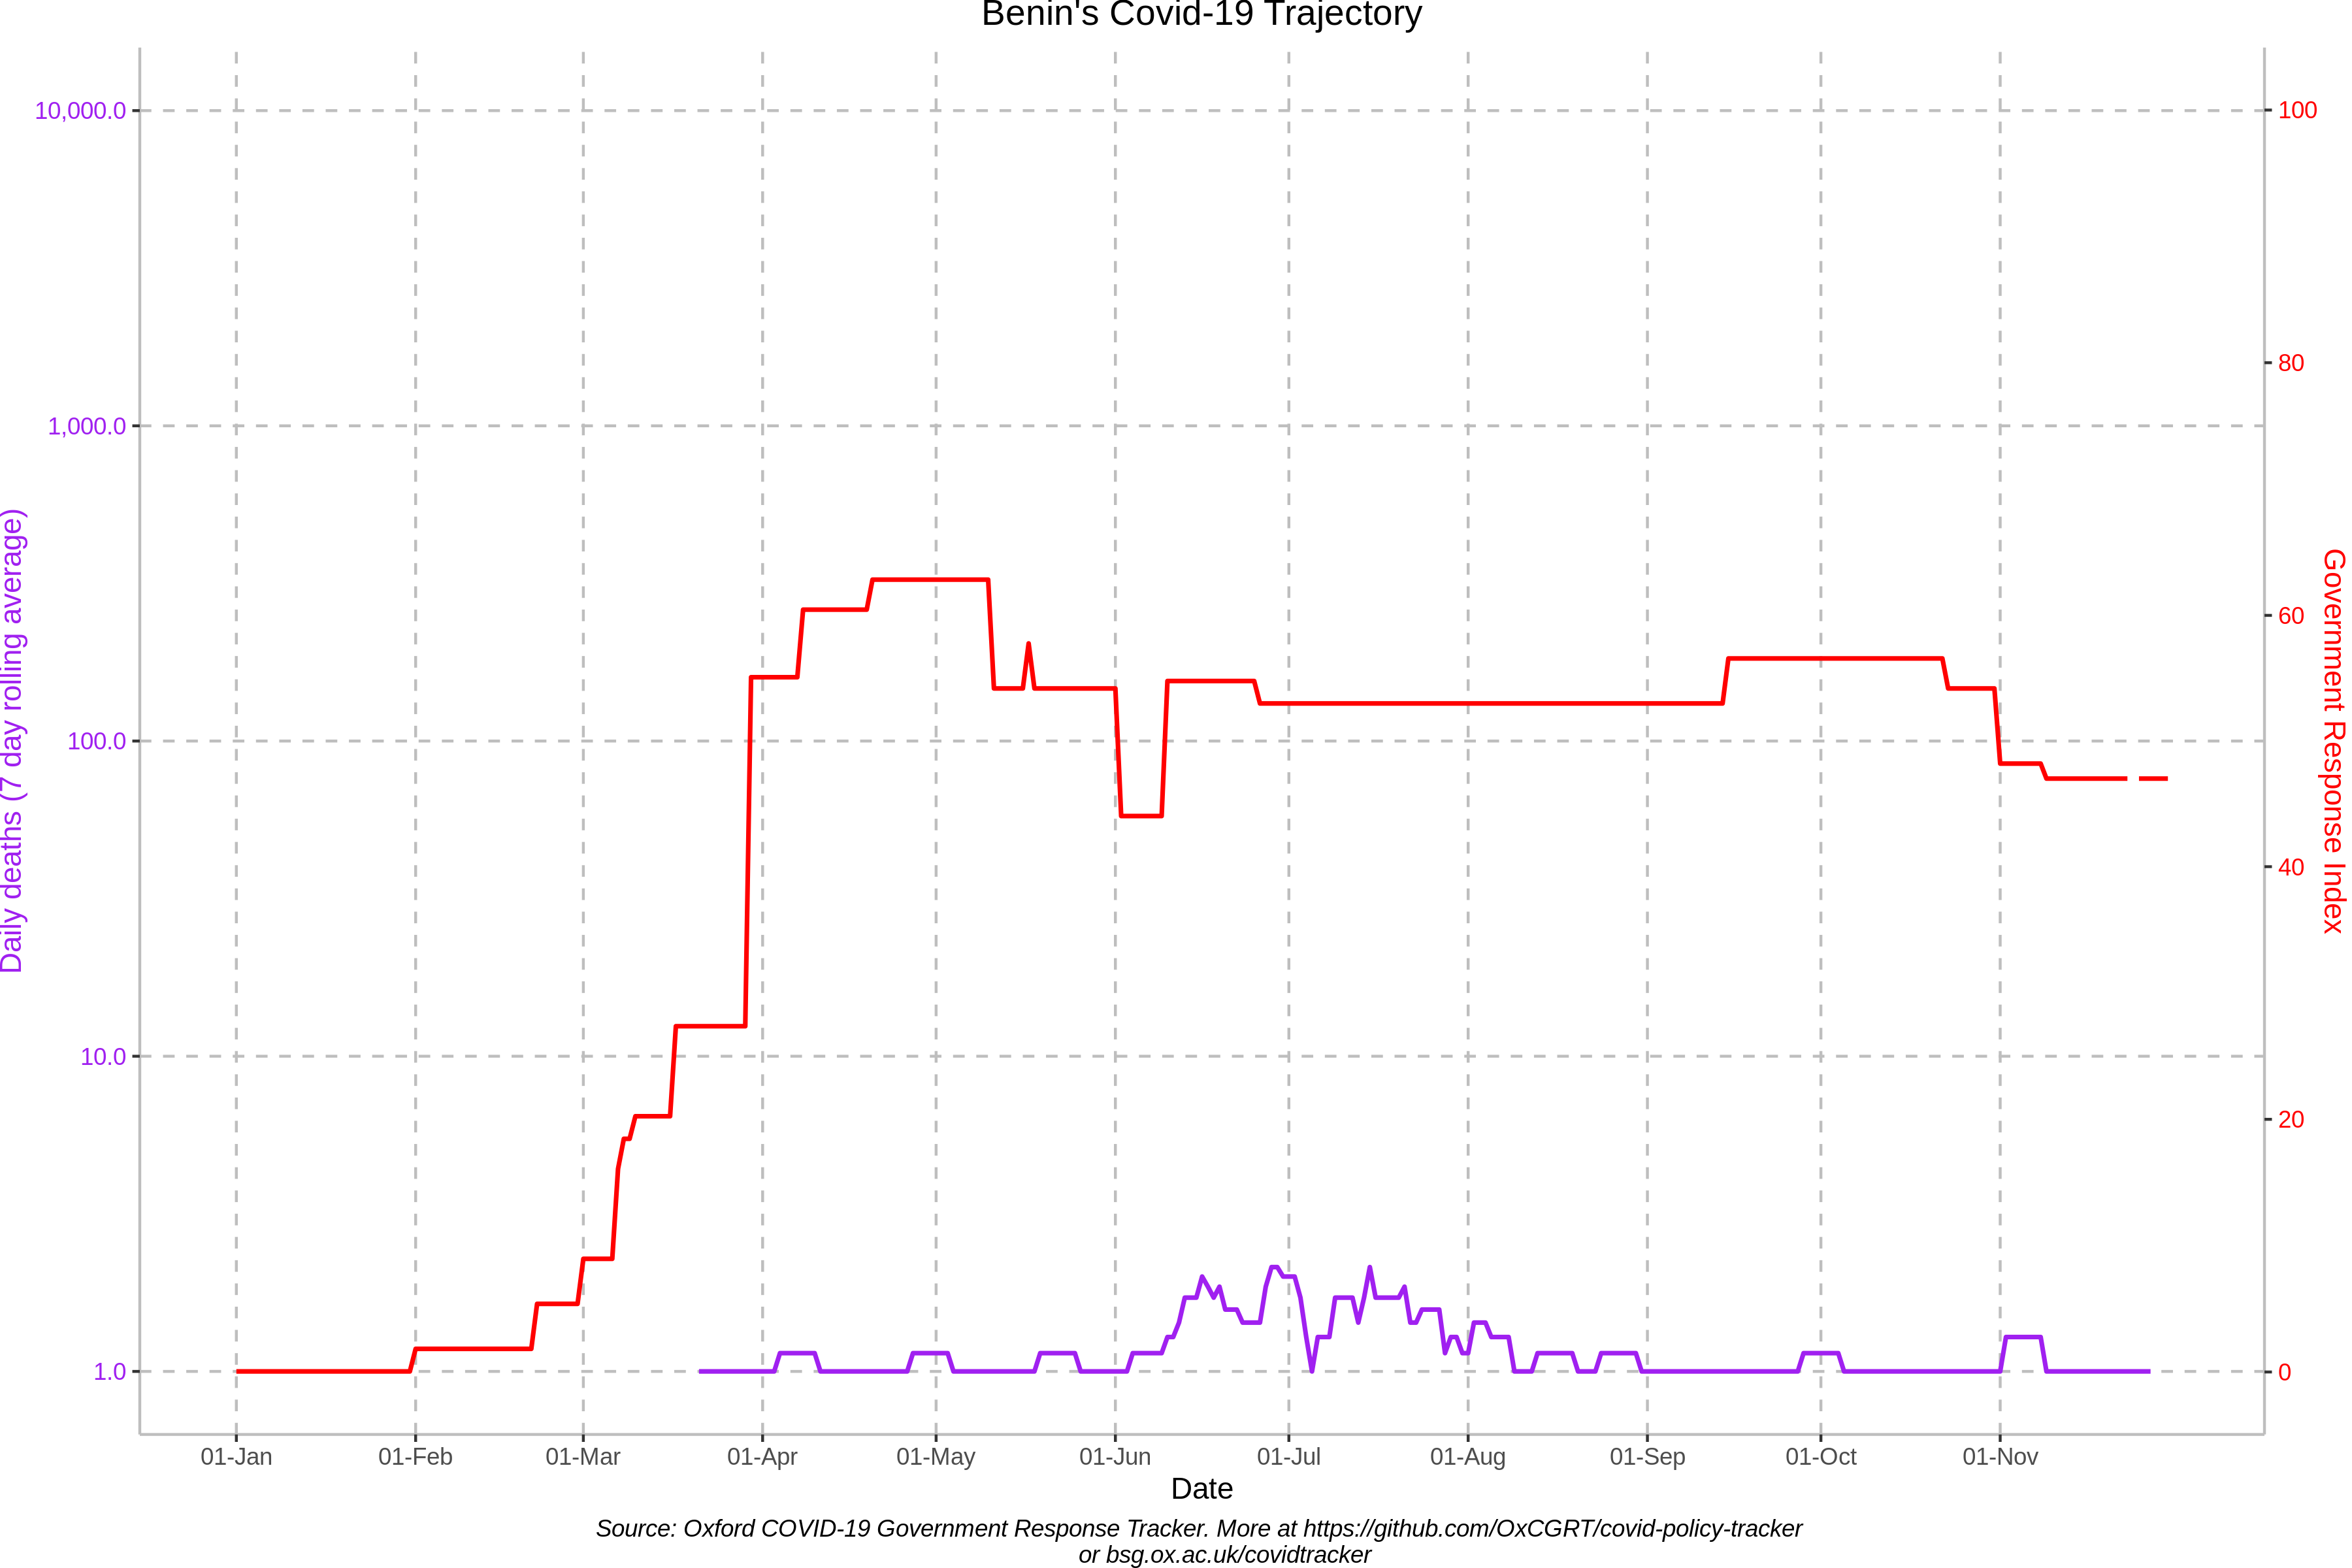 Benin's Covid-19 Trajectory
Daily deaths (7 day rolling average)
10,000.0
1,000.0
100.0
10.0
1.0
100
80
60
40
20
0
Government Response Index
01-Jan 01-Feb 01-Mar 01-Apr 01-May 01-Jun 01-Jul 01-Aug 01-Sep 01-Oct 01-Nov
Date
Source: Oxford COVID-19 Government Response Tracker. More at https://github.com/OxCGRT/covid-policy-tracker
or bsg.ox.ac.uk/covidtracker